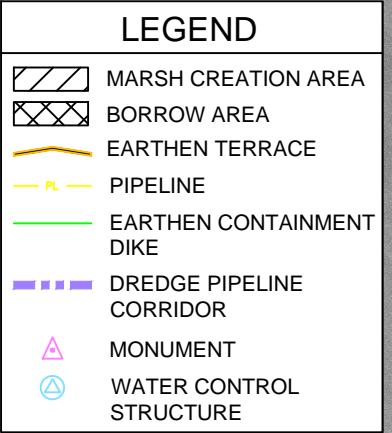 LEGEND
MARSH CREATION AREA
BORROW AREA
EARTHEN TERRACE
PL PIPELINE
EARTHEN CONTAINMENT
DIKE
DREDGE PIPELINE
CORRIDOR
MONUMENT
WATER CONTROL
STRUCTURE